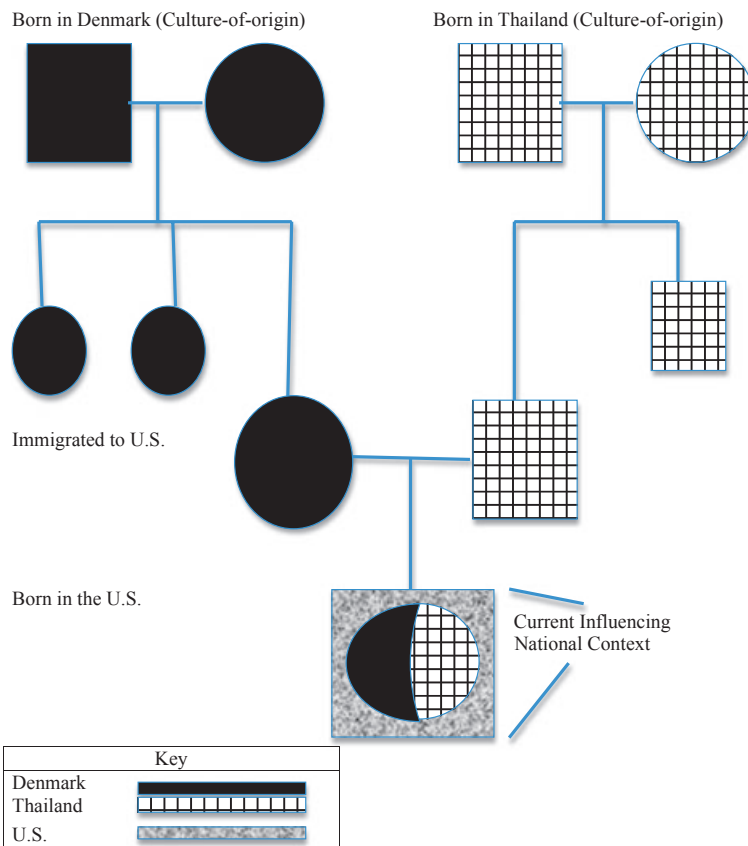 Born in Denmark (Culture-of-origin)
Born in Thailand (Culture-of-origin)
Immigrated to U.S.
Born in the U.S.
Current Influencing
National Context
Key
Denmark
Thailand
U.S.